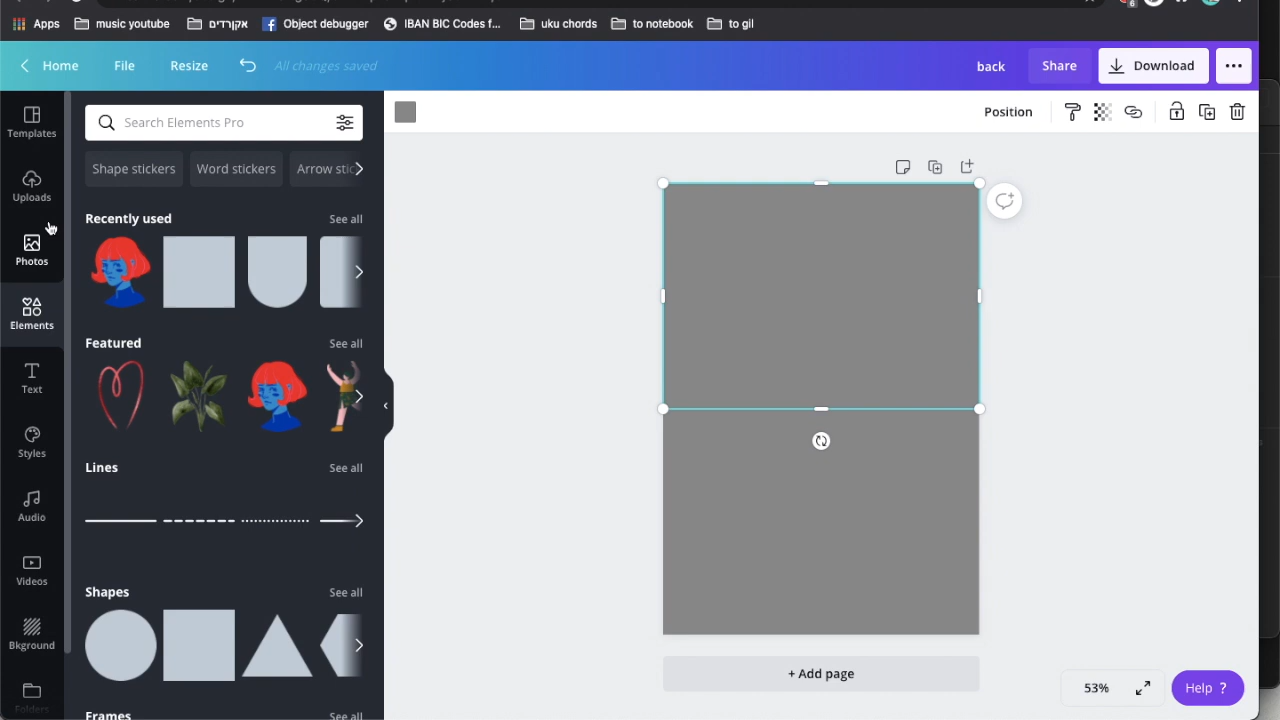 Apps music youtube אקורדים Object debugger IBAN BIC Codes f... uku chords to notebook to gil
6
Home File Resize All changes saved back Share Download
Templates
Uploads
Photos
Elements
Text
Styles
Audio
Videos
Bkground
Folders
Search Elements Pro
Shape stickers Word stickers Arrow stic
Recently used See all
Featured See all
Lines See all
Shapes See all
Frames See all
Position
+ Add page
53% Help ?